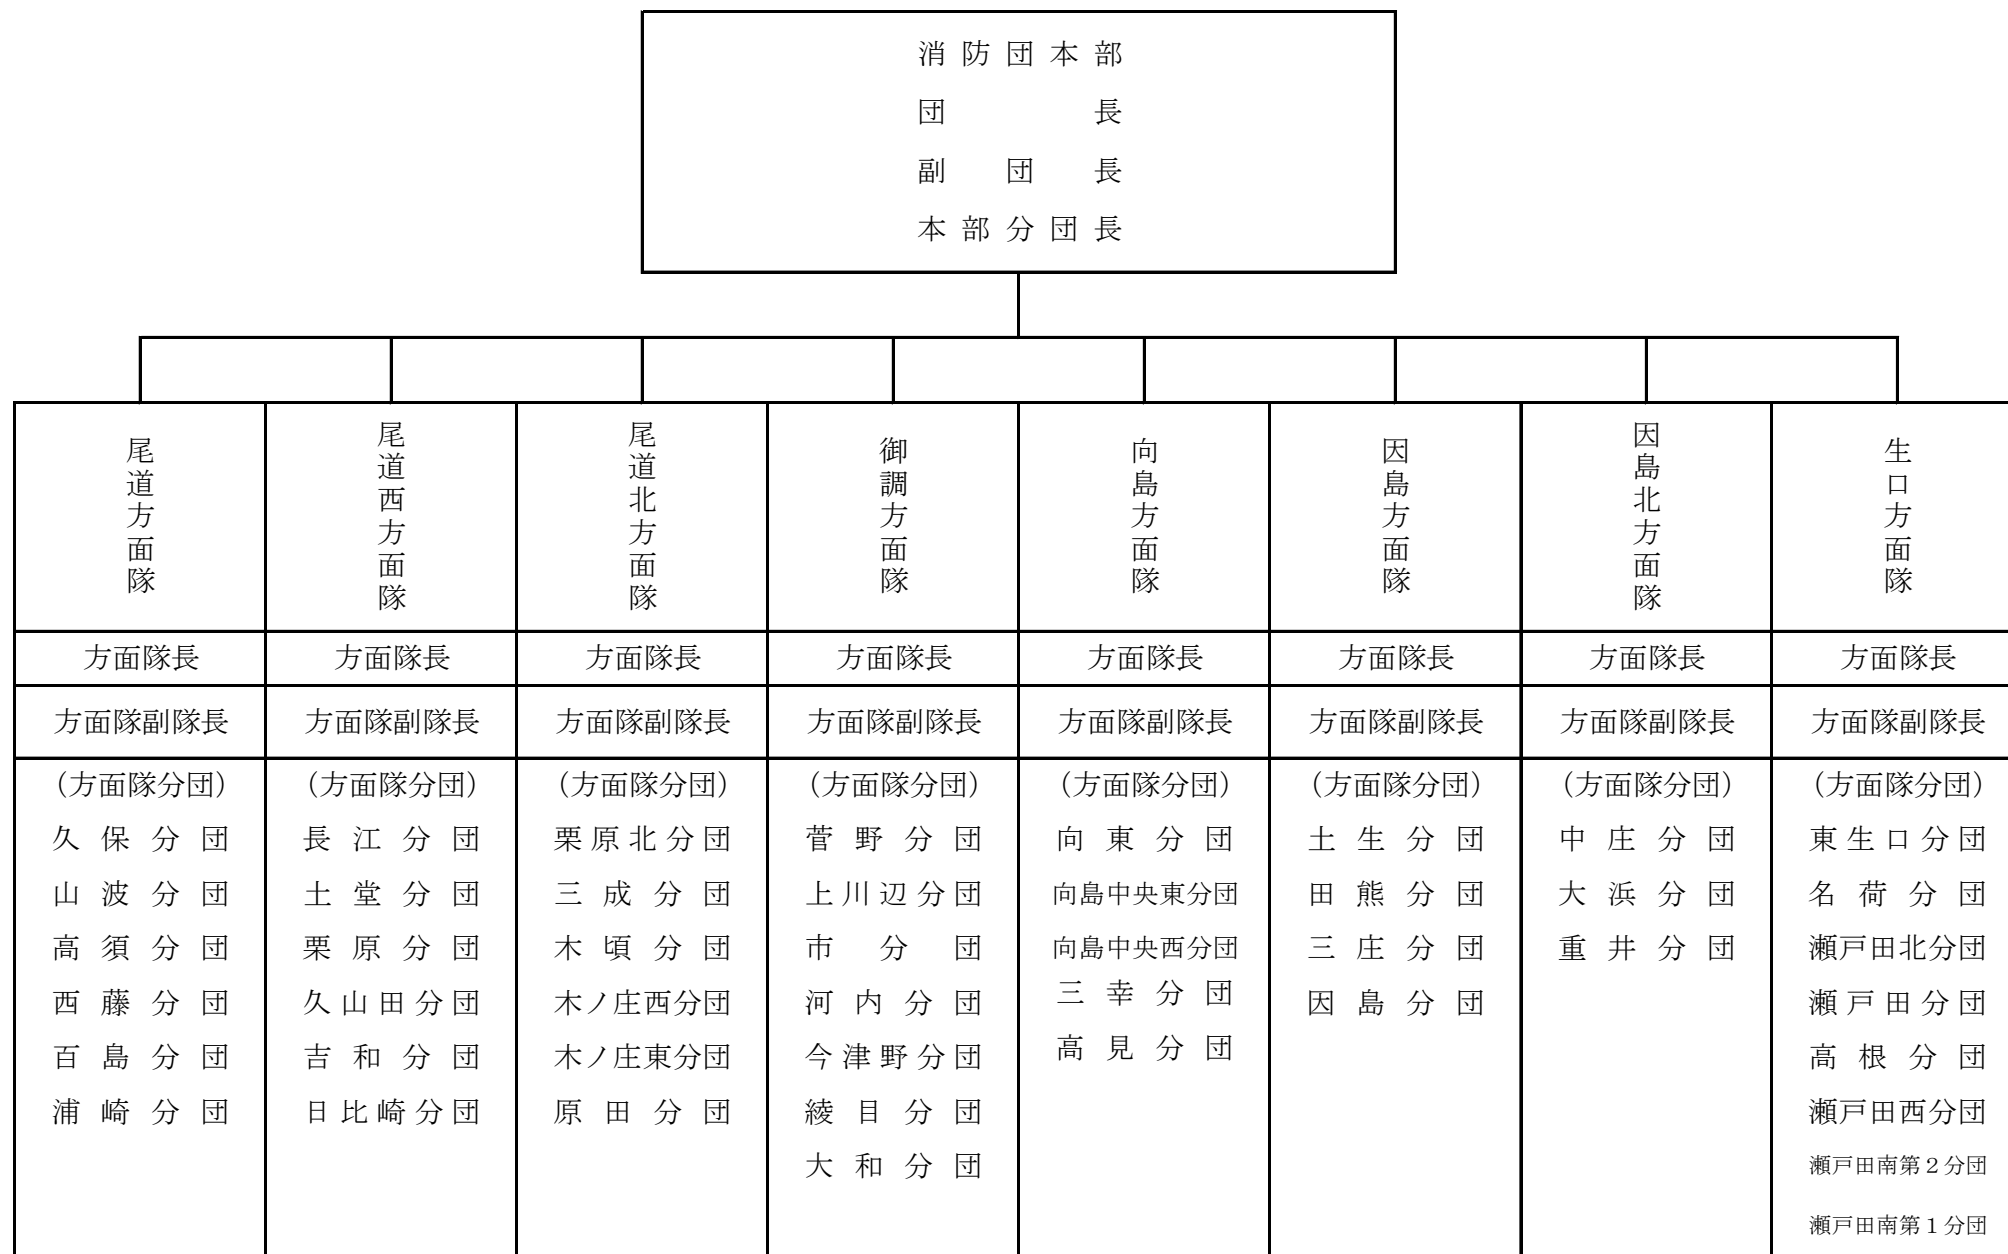 消防団本部
団長
副団長
本部分団長
尾道方面隊
方面隊長
方面隊副隊長
(方面隊分団)
久保分団
山波分団
高須分団
西藤分団
百島分団
浦崎分団
尾道西方面隊
方面隊長
方面隊副隊長
(方面隊分団)
長江分団
土堂分団
栗原分団
久山田分団
吉和分団
日比崎分団
尾道北方面隊
方面隊長
方面隊副隊長
(方面隊分団)
栗原北分団
三成分団
木頃分団
木ノ庄西分団
木ノ庄東分団
原田分団
御調方面隊
方面隊長
方面隊副隊長
(方面隊分団)
菅野分団
上川辺分団
市分団
河内分団
今津野分団
綾目分団
大和分団
向島方面隊
方面隊長
方面隊副隊長
(方面隊分団)
向東分団
向島中央東分団
向島中央西分団
三幸分団
高見分団
因島方面隊
方面隊長
方面隊副隊長
(方面隊分団)
土生分団
田熊分団
三庄分団
因島分団
因島北方面隊
方面隊長
方面隊副隊長
(方面隊分団)
中庄分団
大浜分団
重井分団
生口方面隊
方面隊長
方面隊副隊長
(方面隊分団)
東生口分団
名荷分団
瀬戸田北分団
瀬戸田分団
高根分団
瀬戸田西分団
瀬戸田南第2分団
瀬戸田南第1分団